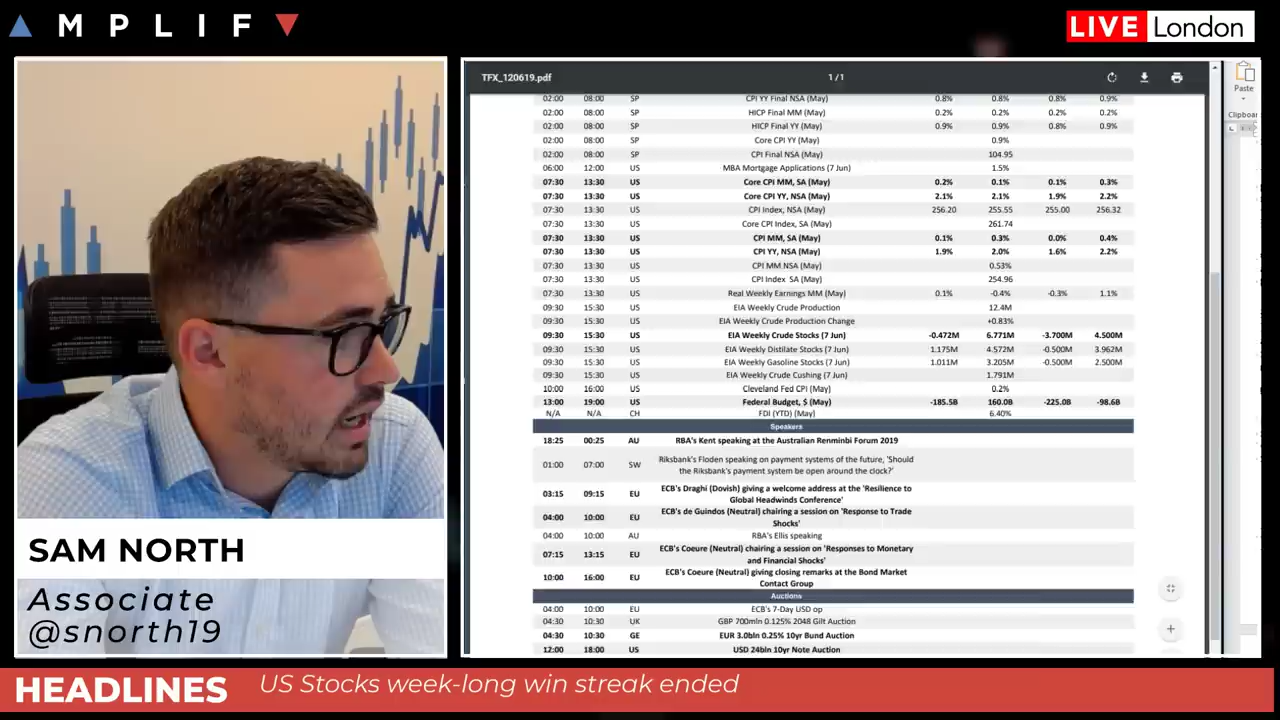 MPLIF
LIVE London
TFX_120619.pdf
1 / 1
Paste
Clipboa
02:00 08:00 SP CPI YY Final NSA (May) 0.8% 0.8% 0.8% 0.9%
02:00 08:00 SP HICP Final MM (May) 0.2% 0.2% 0.2% 0.2%
02:00 08:00 SP HICP Final YY (May) 0.9% 0.9% 0.8% 0.9%
02:00 08:00 SP Core CPI YY (May) 0.9%
02:00 08:00 SP CPI Final NSA (May) 104.95
06:00 12:00 US MBA Mortgage Applications (7 Jun) 1.5%
07:30 13:30 US Core CPI MM, SA (May) 0.2% 0.1% 0.1% 0.3%
07:30 13:30 US Core CPI YY, NSA (May) 2.1% 2.1% 1.9% 2.2%
07:30 13:30 US CPI Index, NSA (May) 256.20 255.55 255.00 256.32
07:30 13:30 US Core CPI Index, SA (May) 261.74
07:30 13:30 US CPI MM, SA (May) 0.1% 0.3% 0.0% 0.4%
07:30 13:30 US CPI YY, NSA (May) 1.9% 2.0% 1.6% 2.2%
07:30 13:30 US CPI MM NSA (May) 0.53%
07:30 13:30 US CPI Index SA (May) 254.96
07:30 13:30 US Real Weekly Earnings MM (May) 0.1% -0.4% -0.3% 1.1%
09:30 15:30 US EIA Weekly Crude Production 12.4M
09:30 15:30 US EIA Weekly Crude Production Change +0.83%
09:30 15:30 US EIA Weekly Crude Stocks (7 Jun) -0.472M 6.771M -3.700M 4.500M
09:30 15:30 US EIA Weekly Distilate Stocks (7 Jun) 1.175M 4.572M -0.500M 3.962M
09:30 15:30 US EIA Weekly Gasoline Stocks (7 Jun) 1.011M 3.205M -0.500M 2.500M
09:30 15:30 US EIA Weekly Crude Cushing (7 Jun) 1.791M
10:00 16:00 US Cleveland Fed CPI (May) 0.2%
13:00 19:00 US Federal Budget, $ (May) -185.5B 160.0B -225.0B -98.6B
N/A N/A CH FDI (YTD) (May) 6.40%
Speakers
18:25 00:25 AU RBA's Kent speaking at the Australian Renminbi Forum 2019
01:00 07:00 SW Riksbank's Floden speaking on payment systems of the future, 'Should
the Riksbank's payment system be open around the clock?'
03:15 09:15 EU ECB's Draghi (Dovish) giving a welcome address at the 'Resilience to
Global Headwinds Conference'
04:00 10:00 EU ECB's de Guindos (Neutral) chairing a session on 'Response to Trade
Shocks'
04:00 10:00 AU RBA's Ellis speaking
07:15 13:15 EU ECB's Coeure (Neutral) chairing a session on 'Responses to Monetary
and Financial Shocks'
10:00 16:00 EU ECB's Coeure (Neutral) giving closing remarks at the Bond Market
Contact Group
Auctions
04:00 10:00 EU ECB's 7-Day USD op
04:30 10:30 UK GBP 700mln 0.125% 2048 Gilt Auction
04:30 10:30 GE EUR 3.0bln 0.25% 10yr Bund Auction
12:00 18:00 US USD 24bln 10yr Note Auction
SAM NORTH
Associate
@snorth19
HEADLINES US Stocks week-long win streak ended